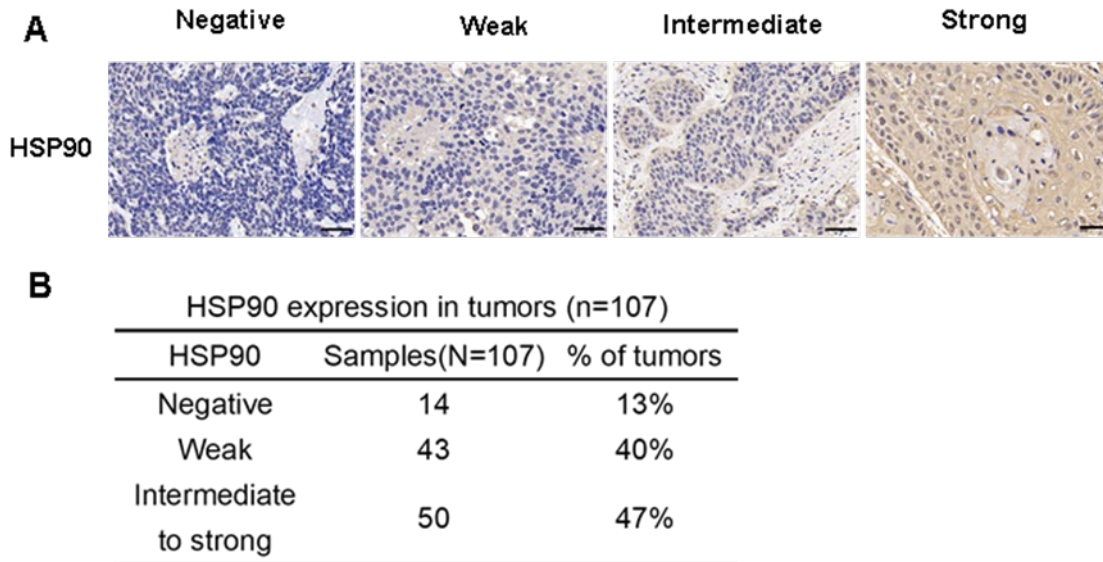 A
Negative
Weak
Intermediate
Strong
HSP90
B
HSP90 expression in tumors (n=107)
HSP90 Samples(N=107) % of tumors
Negative 14 13%
Weak 43 40%
Intermediate
to strong 50 47%